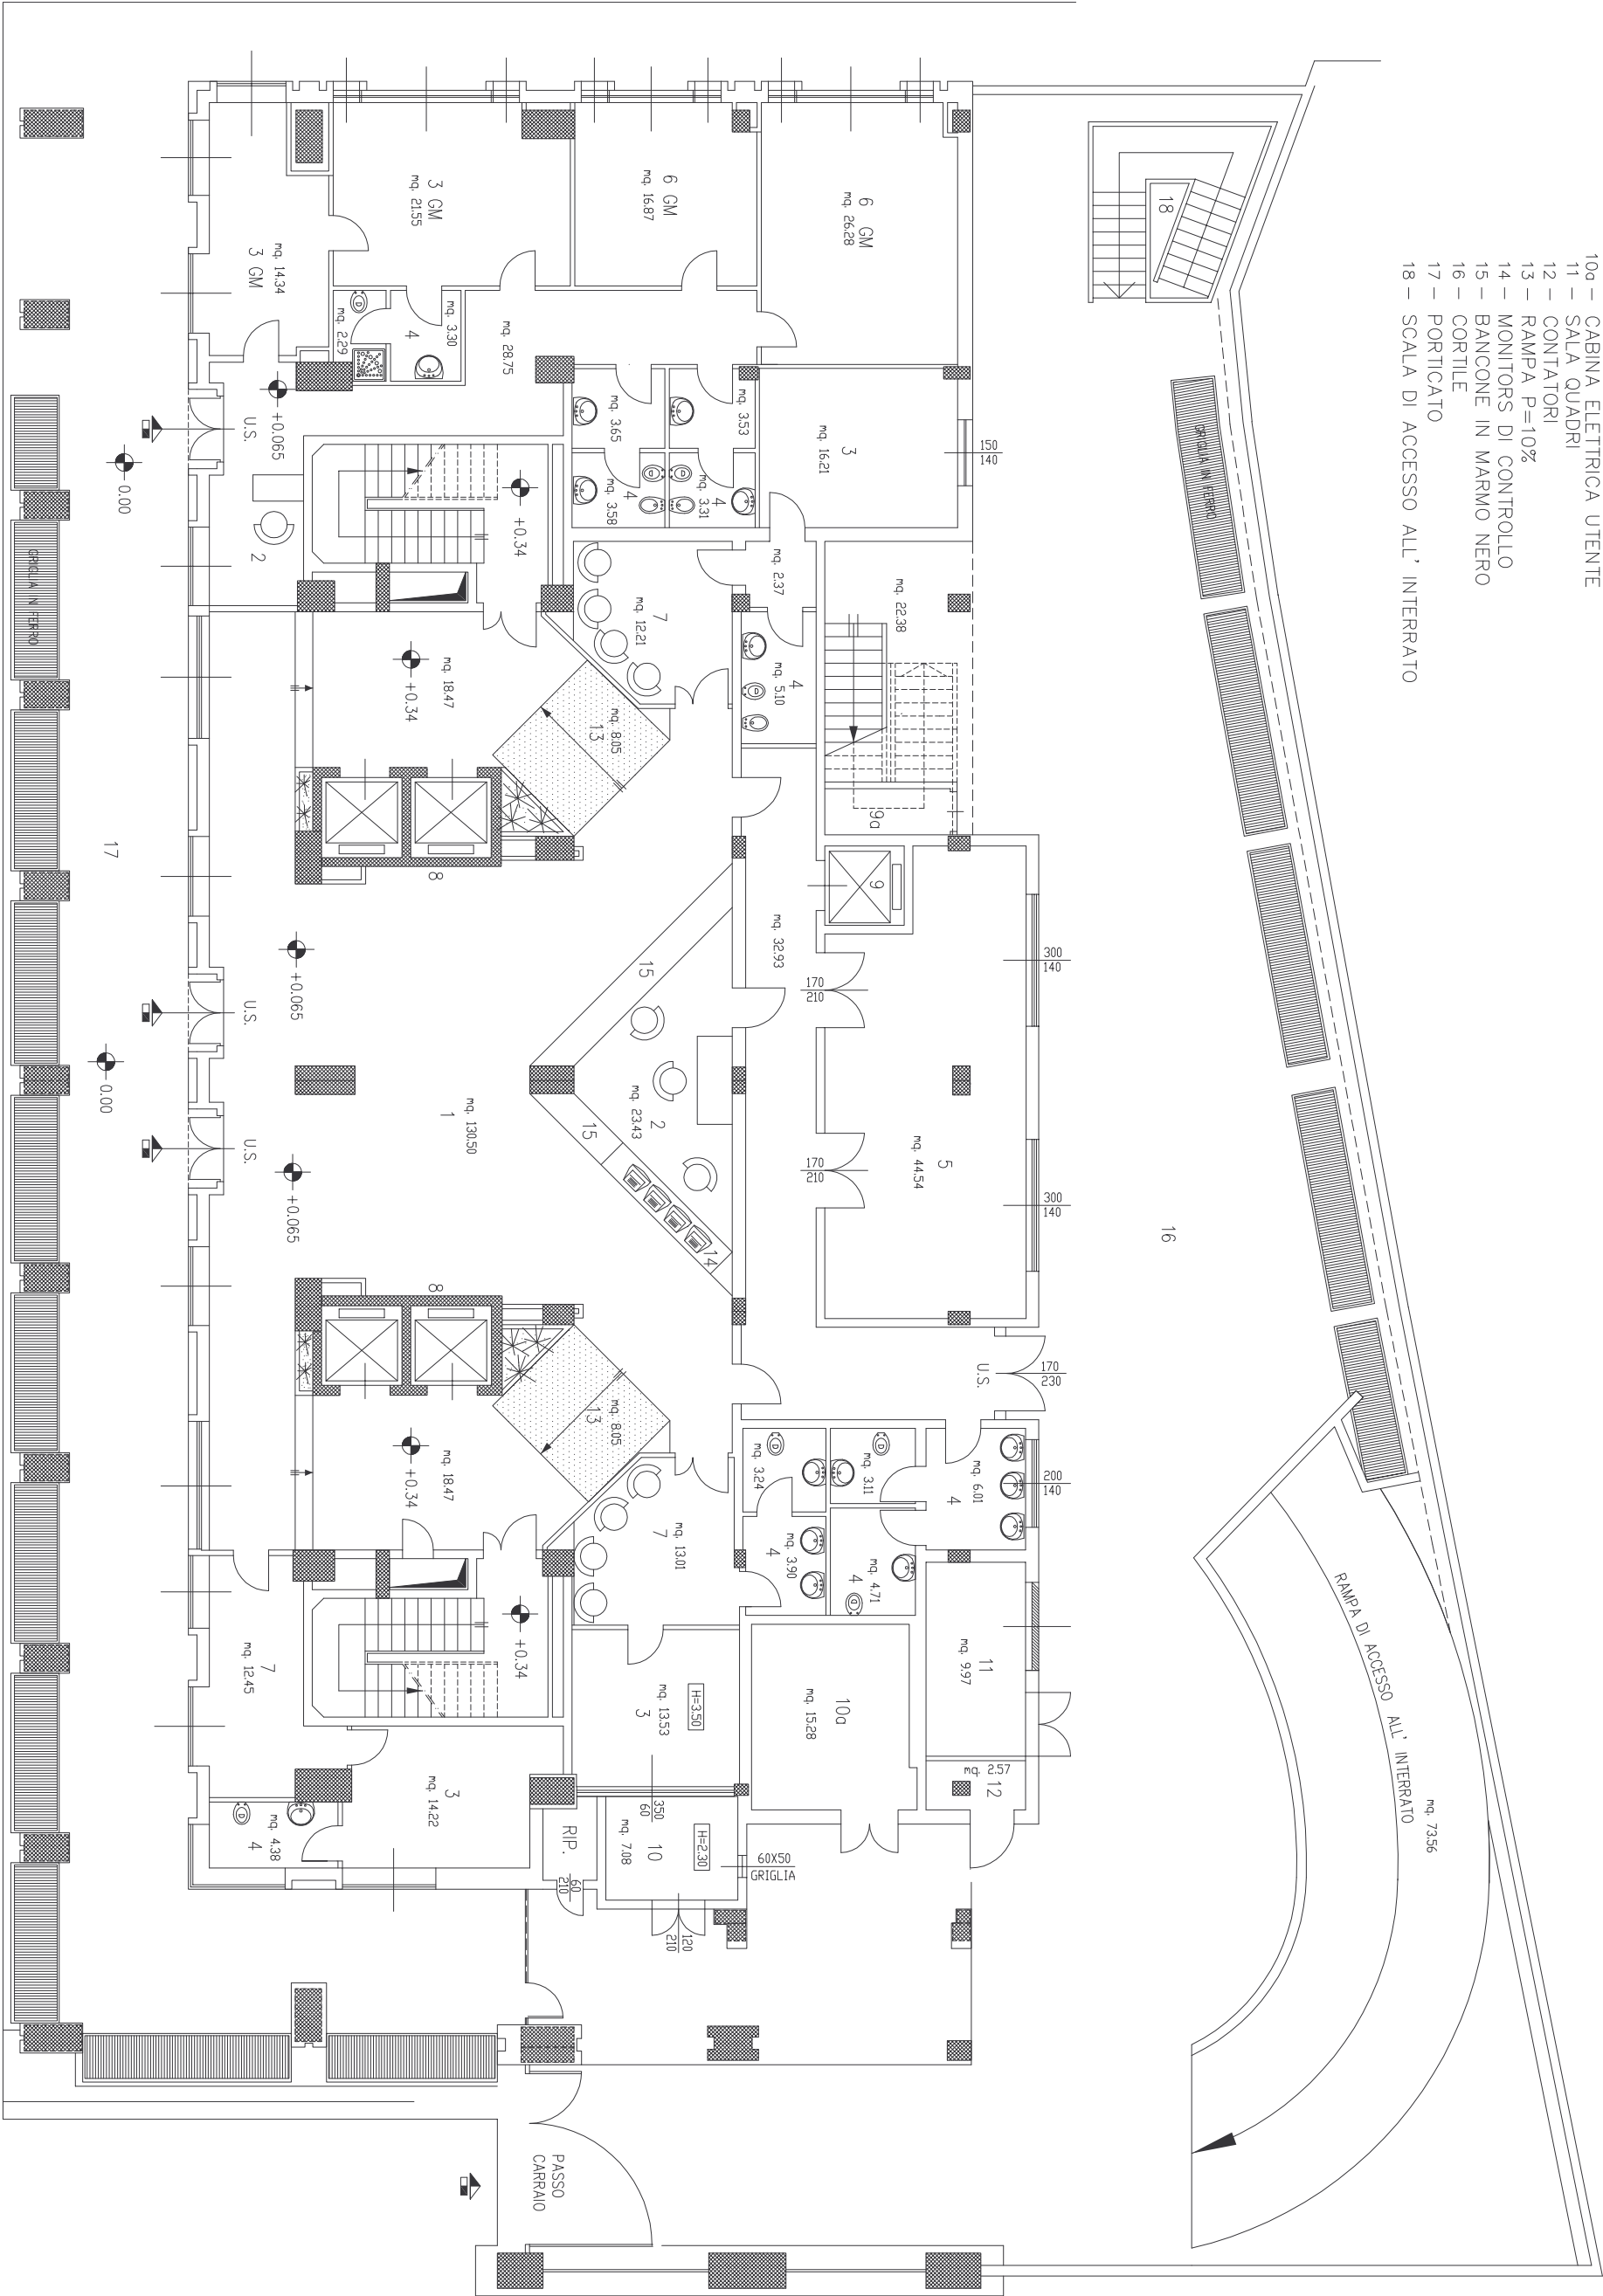 10a – CABINA ELETTRICA UTENTE
11 – SALA QUADRI
12 – CONTATORI
13 – RAMPA P=10%
14 – MONITORS DI CONTROLLO
15 – BANCONE IN MARMO NERO
16 – CORTILE
17 – PORTICATO
18 – SCALA DI ACCESSO ALL' INTERRATO
18
GRIGLIA IN FERRO
16
RAMPA DI ACCESSO ALL' INTERRATO
mq. 73.56
6 GM
mq. 26.28
6 GM
mq. 16.87
3 GM
mq. 21.55
mq. 14.34
3 GM
mq. 3.30
4
mq. 2.29
mq. 28.75
mq. 3.53
mq. 3.65
4
mq. 3.31
4
mq. 3.58
3
mq. 16.21
150
140
mq. 2.37
mq. 22.38
4
mq. 5.10
9a
9
7
mq. 12.21
+0.34
+0.065
U.S.
0.00
2
GRIGLIA IN FERRO
mq. 18.47
+0.34
mq. 8.05
13
8
17
mq. 32.93
170
210
300
140
5
mq. 44.54
170
210
300
140
15
2
mq. 23.43
15
14
1
mq. 130.50
+0.065
U.S.
0.00
U.S.
+0.065
8
170
230
U.S.
mq. 8.05
13
mq. 18.47
+0.34
200
140
mq. 6.01
4
mq. 3.11
mq. 3.24
mq. 3.90
4
mq. 4.71
4
mq. 13.01
7
+0.34
11
mq. 9.97
mq. 2.57
12
10a
mq. 15.28
H=3.50
mq. 13.53
3
350
60
H=2.30
10
mq. 7.08
60X50
GRIGLIA
120
210
RIP.
60
210
7
mq. 12.45
3
mq. 14.22
mq. 4.38
4
PASSO
CARRAIO